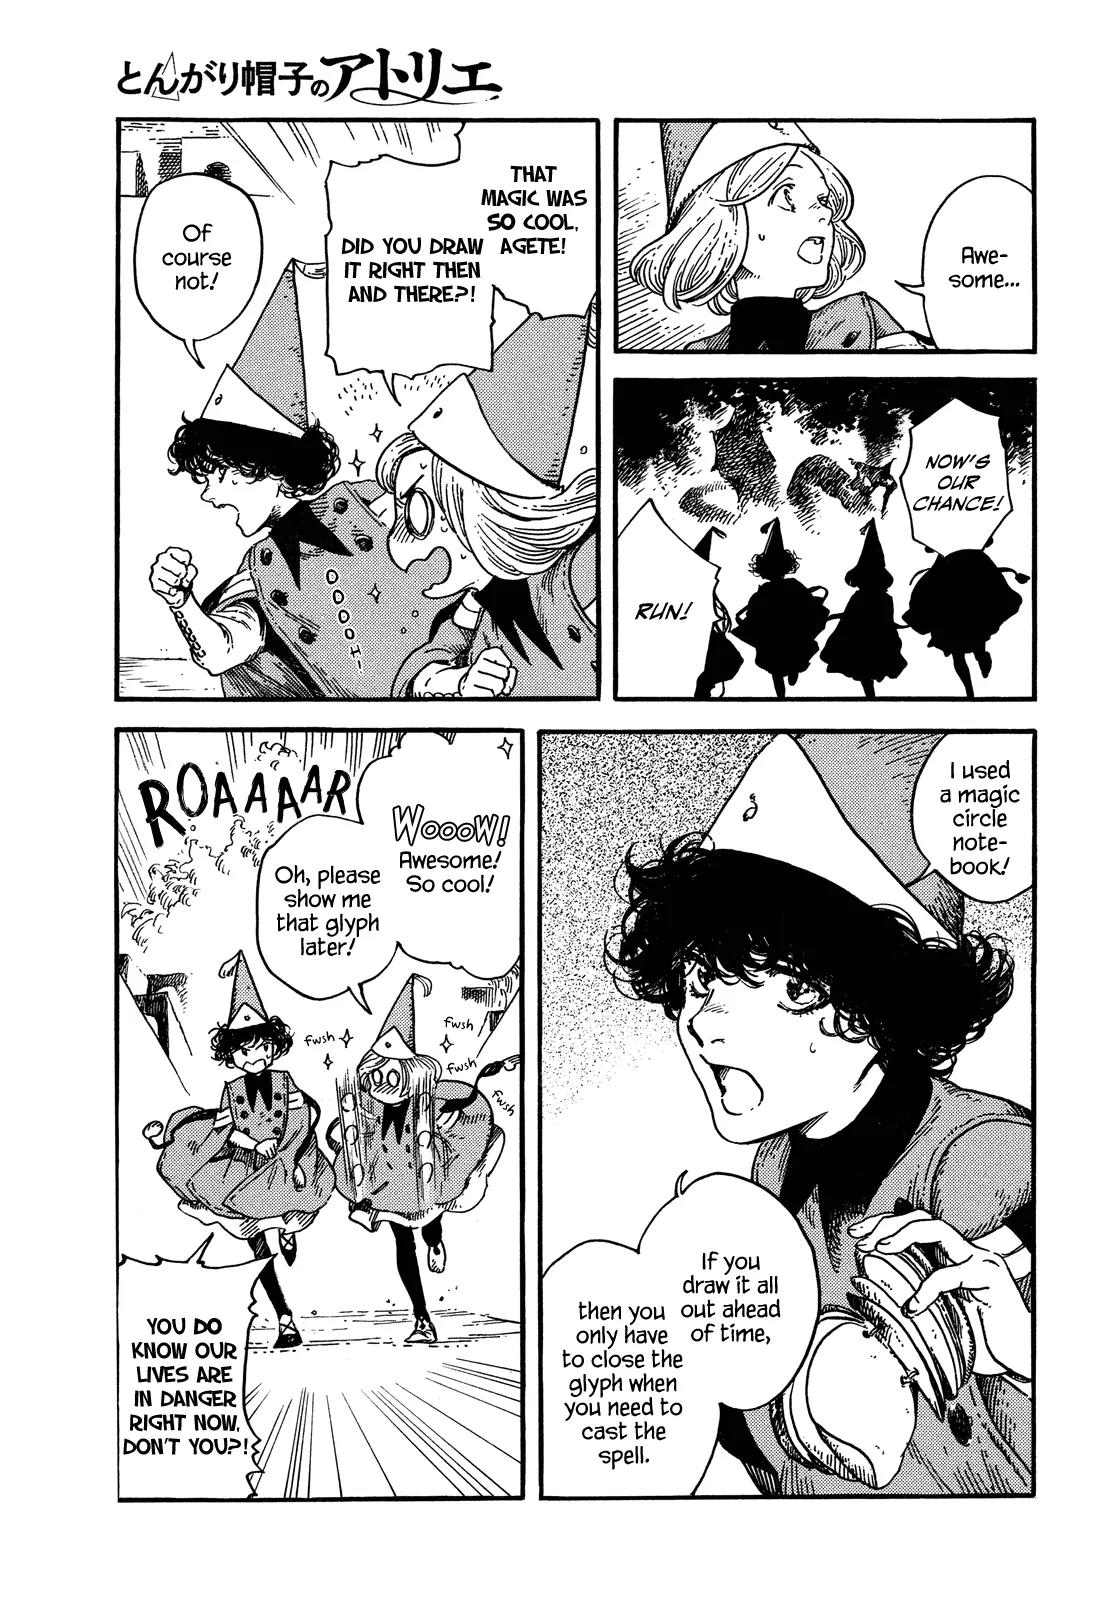 とんがり帽子のアトリエ
Awe-
some...
NOW'S
OUR
CHANCE!
RUN!
THAT
MAGIC WAS
SO COOL,
AGETE!
DID YOU DRAW
IT RIGHT THEN
AND THERE?!
Of
course
not!
OOOOOH!
I used
a magic
circle
note-
book!
If you
draw it all
out ahead
of time,
then you
only have
to close the
glyph when
you need to
cast the
spell.
WOOOW!
Awesome!
So cool!
Oh, please
show me
that glyph
later!
ROAAAAR
fwsh
fwsh
fwsh
fwsh
YOU DO
KNOW OUR
LIVES ARE
IN DANGER
RIGHT NOW,
DON'T YOU?!